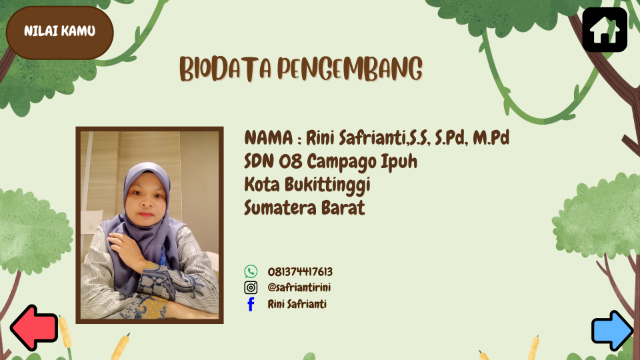 NILAI KAMU
BIODATA PENGEMBANG
NAMA : Rini Safrianti,S.S, S.Pd, M.Pd
SDN 08 Campago Ipuh
Kota Bukittinggi
Sumatera Barat
081374417613
@safriantirini
Rini Safrianti